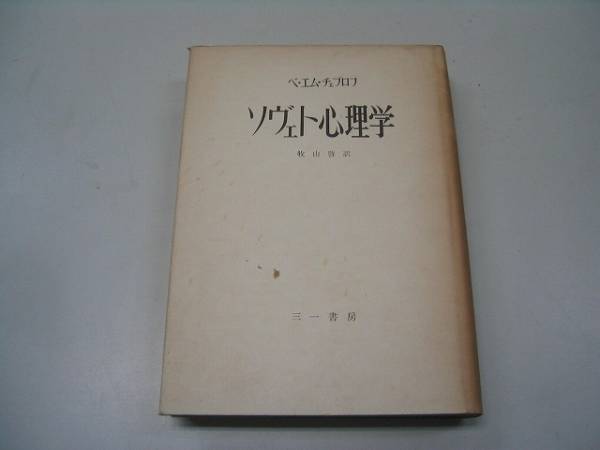 ベ・エム・チェプロフ
ソヴェト心理学
牧山啓訳
三一書房